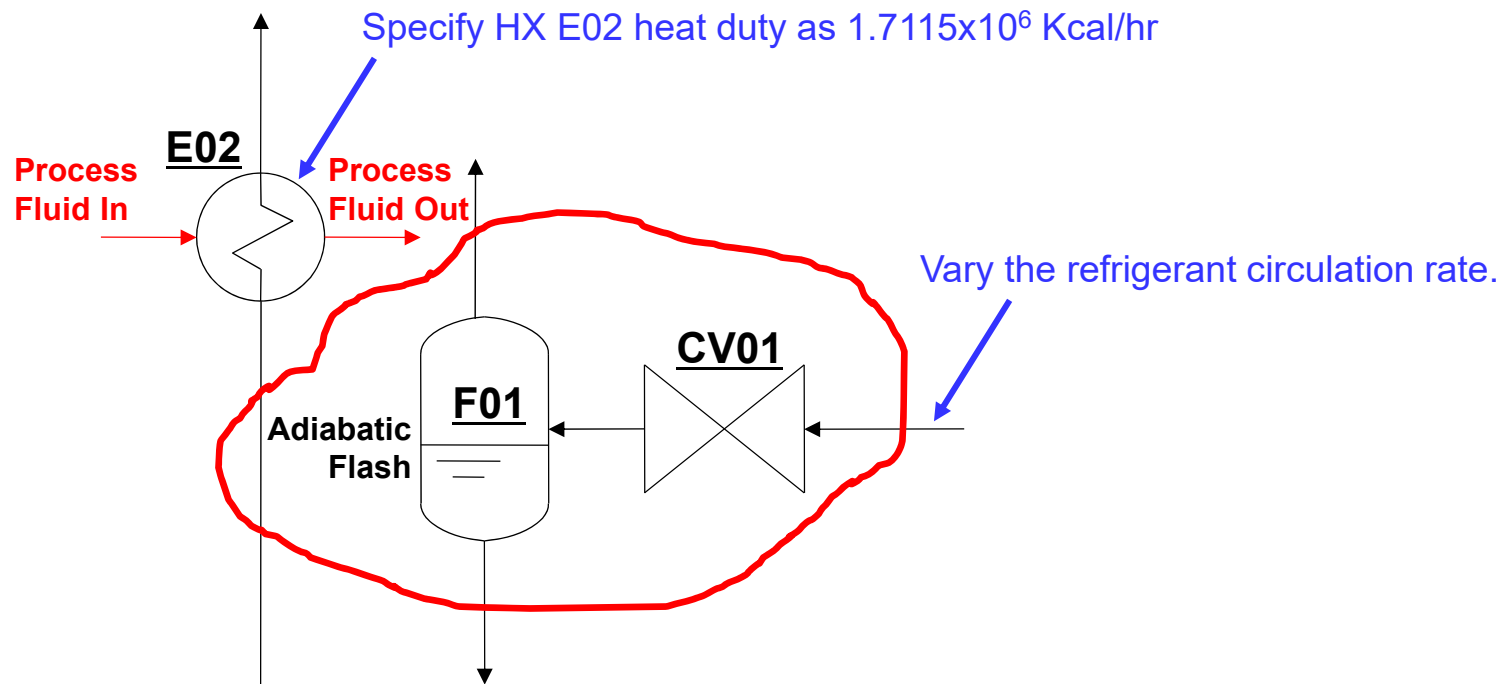 Specify HX E02 heat duty as 1.7115x10⁶ Kcal/hr
E02
Process
Fluid In
Process
Fluid Out
Vary the refrigerant circulation rate.
CV01
F01
Adiabatic
Flash